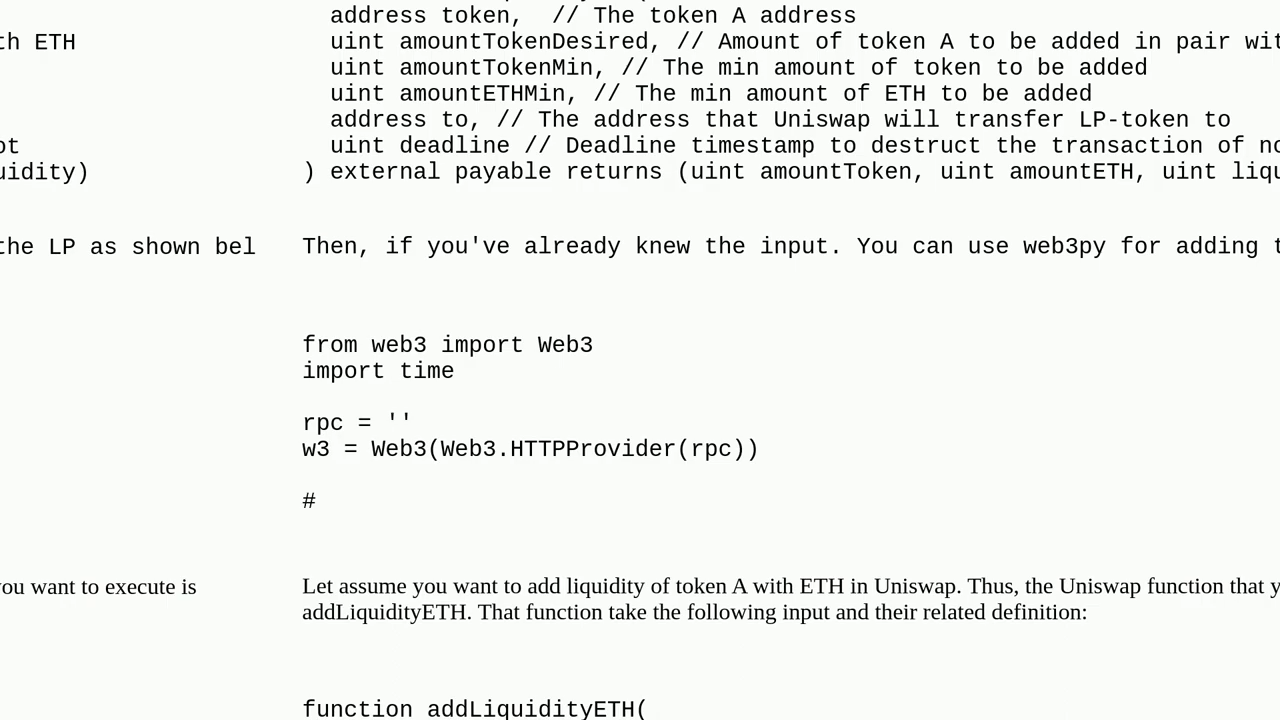 th ETH
ot
uidity)
the LP as shown bel
you want to execute is
address token,  // The token A address
uint amountTokenDesired, // Amount of token A to be added in pair wit
uint amountTokenMin, // The min amount of token to be added
uint amountETHMin, // The min amount of ETH to be added
address to, // The address that Uniswap will transfer LP-token to
uint deadline // Deadline timestamp to destruct the transaction of no
) external payable returns (uint amountToken, uint amountETH, uint liqu
Then, if you've already knew the input. You can use web3py for adding t
from web3 import Web3
import time
rpc = ''
w3 = Web3(Web3.HTTPProvider(rpc))
#
Let assume you want to add liquidity of token A with ETH in Uniswap. Thus, the Uniswap function that y
addLiquidityETH. That function take the following input and their related definition:
function addLiquidityETH(